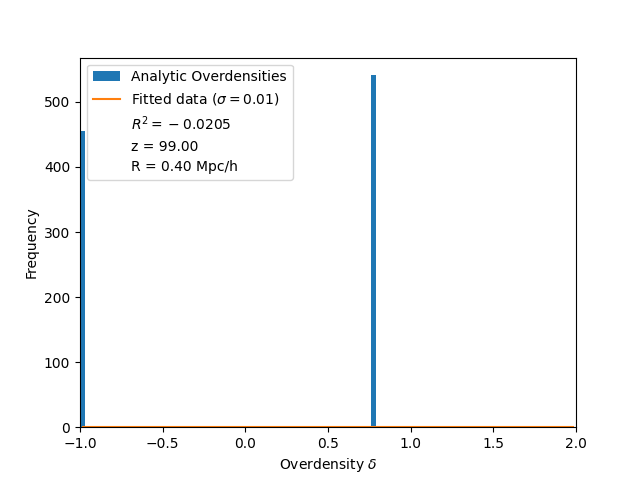 Analytic Overdensities
Fitted data (σ = 0.01)
R² = −0.0205
z = 99.00
R = 0.40 Mpc/h
500
400
300
200
100
0
Frequency
−1.0 −0.5 0.0 0.5 1.0 1.5 2.0
Overdensity δ